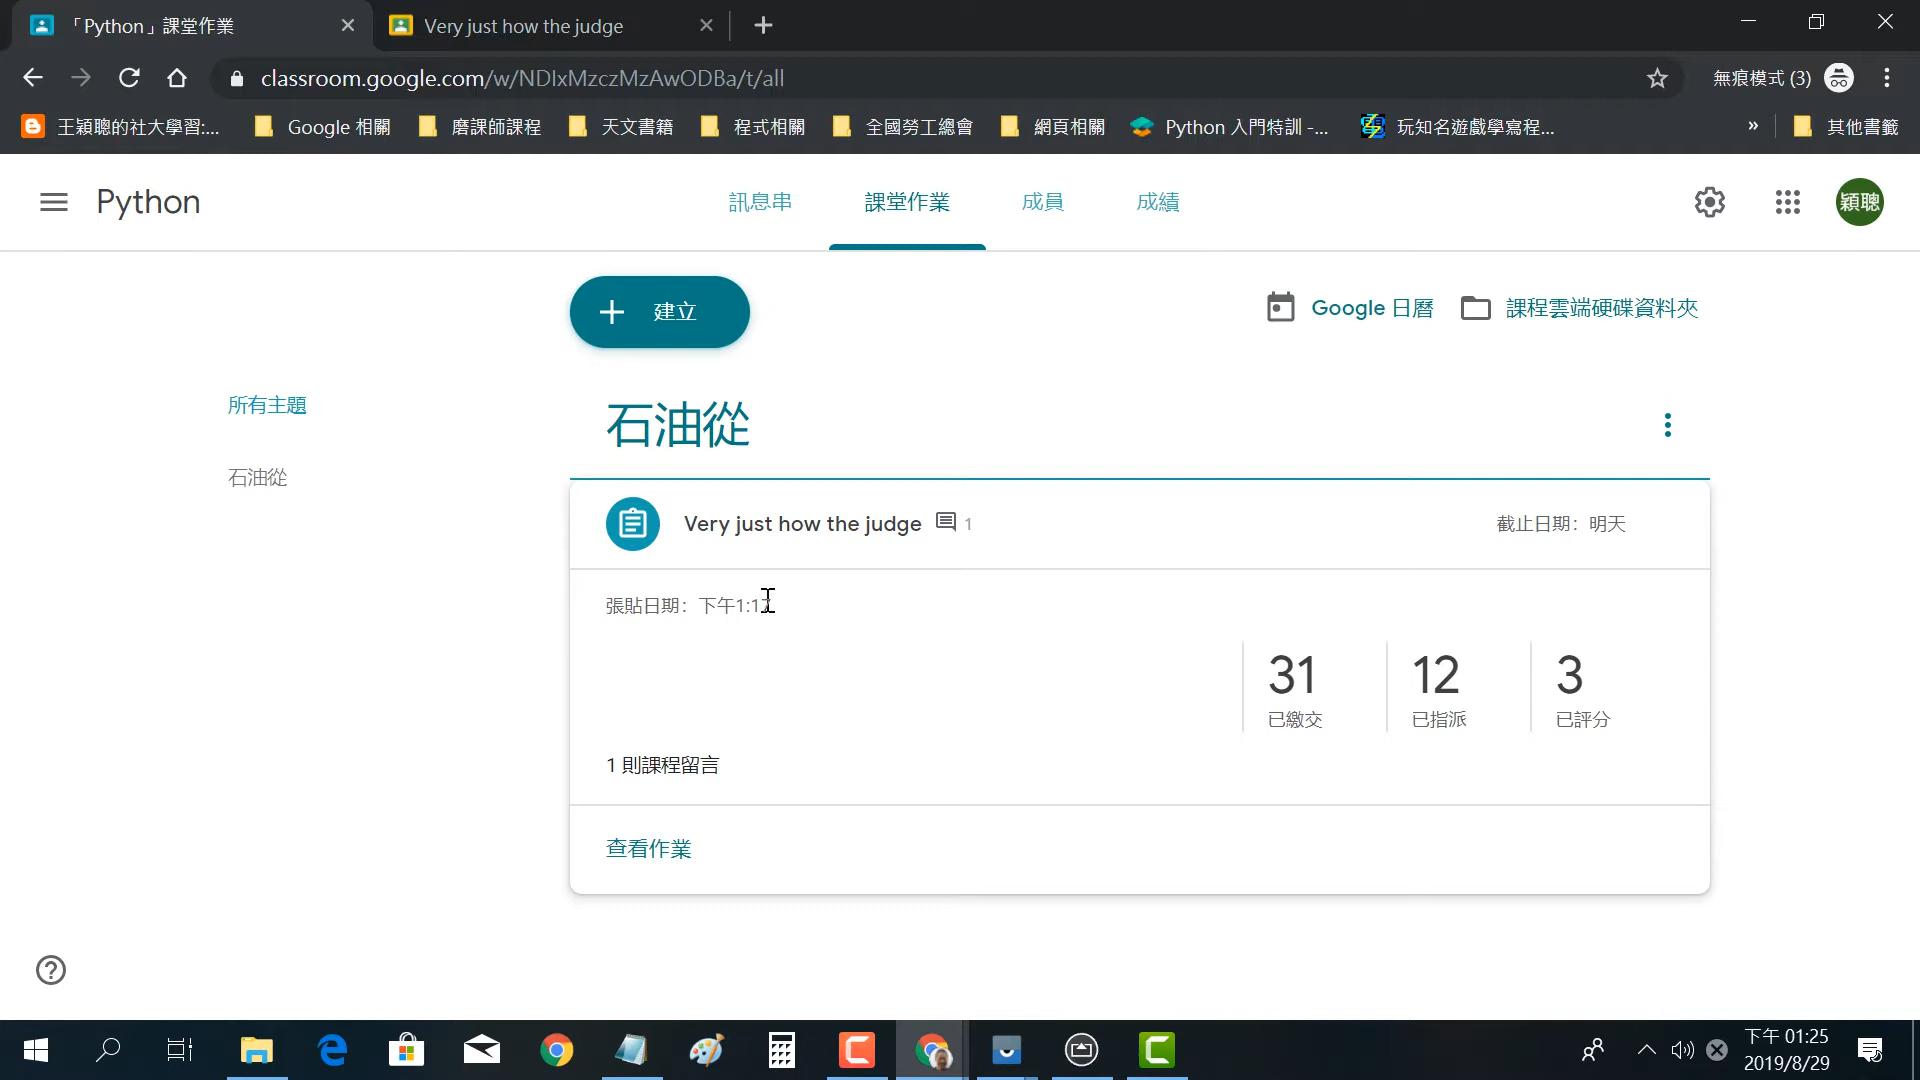 「Python」課堂作業
Very just how the judge
classroom.google.com/w/NDIxMzczMzAwODBa/t/all
無痕模式 (3)
王穎聰的社大學習:...
Google 相關
磨課師課程
天文書籍
程式相關
全國勞工總會
網頁相關
Python 入門特訓 -...
玩知名遊戲學寫程...
»
其他書籤
Python
訊息串
課堂作業
成員
成績
穎聰
建立
Google 日曆
課程雲端硬碟資料夾
所有主題
石油從
石油從
Very just how the judge
1
截止日期：明天
張貼日期：下午1:17
31
已繳交
12
已指派
3
已評分
1 則課程留言
查看作業
下午 01:25
2019/8/29